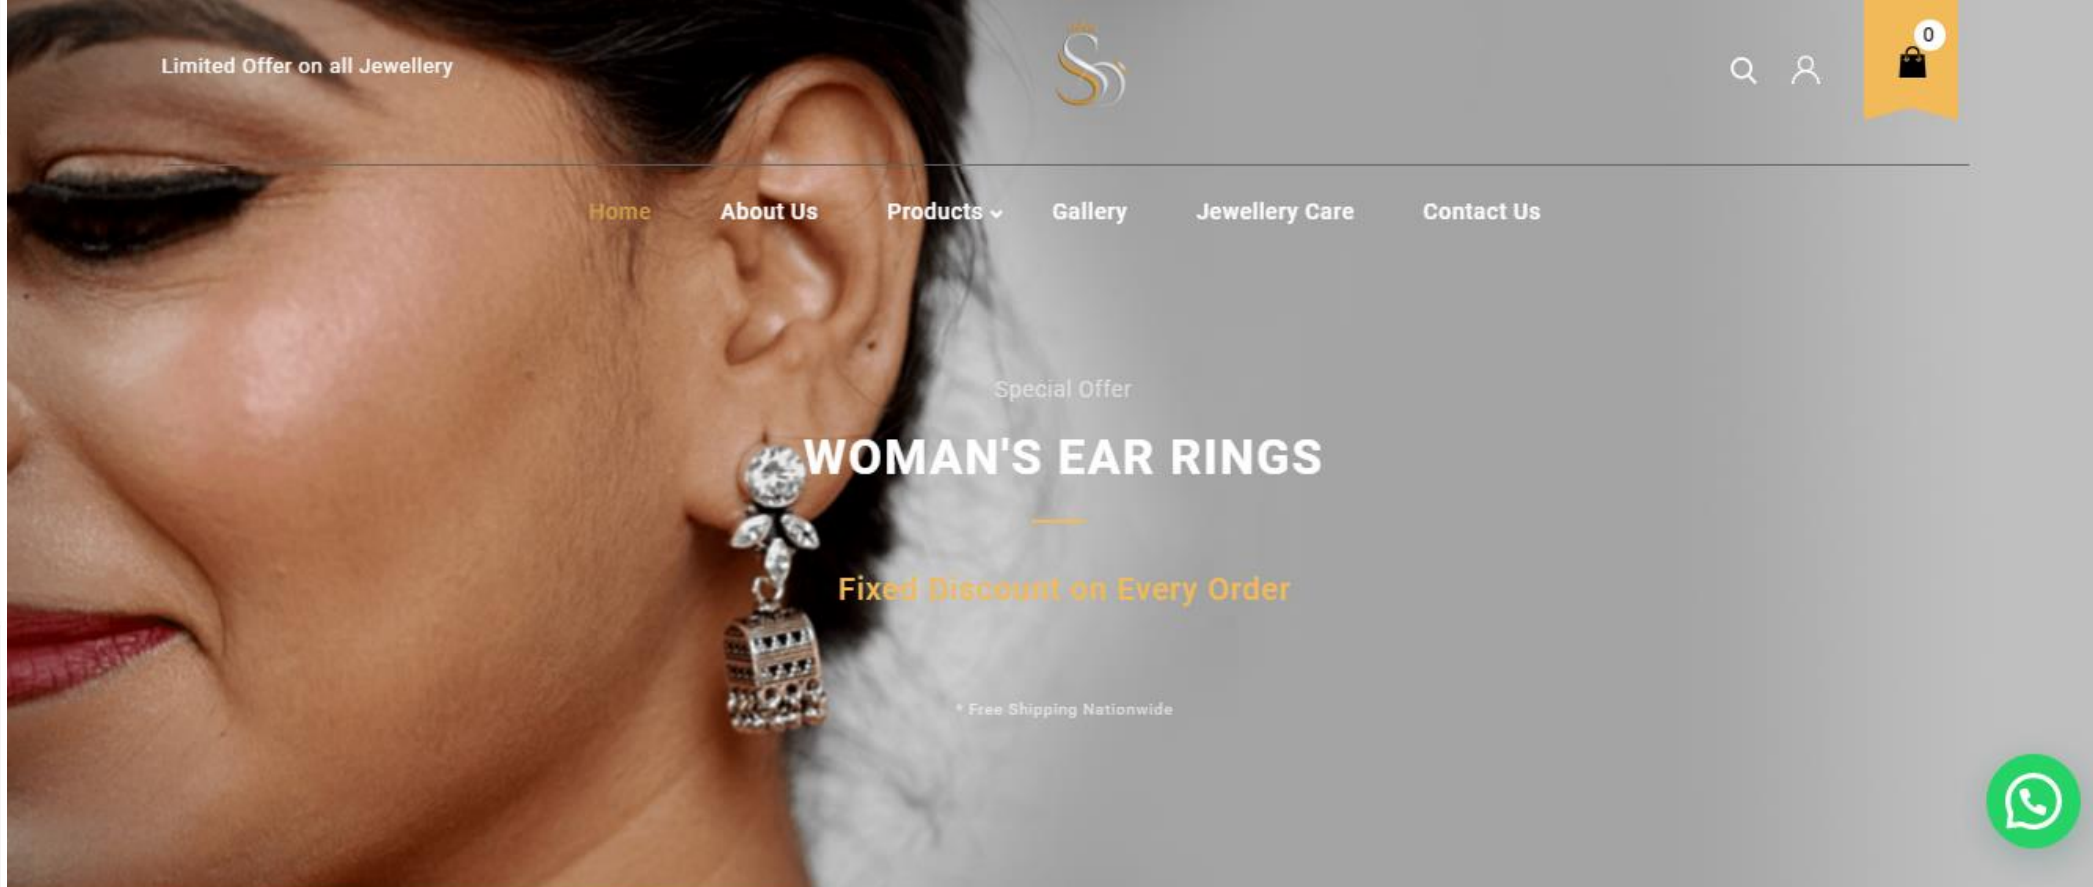 Limited Offer on all Jewellery
0
Home About Us Products Gallery Jewellery Care Contact Us
Special Offer
WOMAN'S EAR RINGS
Fixed Discount on Every Order
* Free Shipping Nationwide